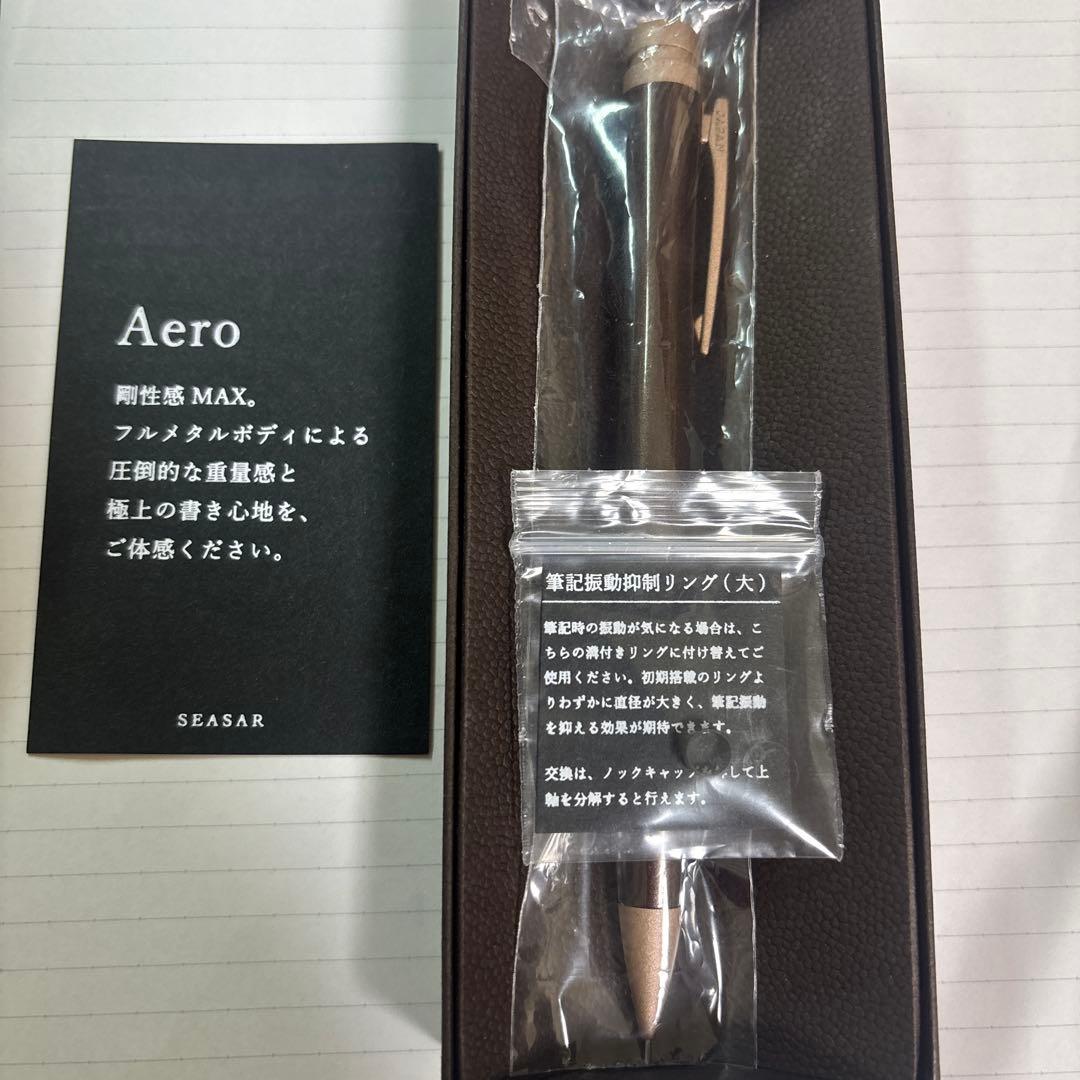 Aero
剛性感 MAX。
フルメタルボディによる
圧倒的な重量感と
極上の書き心地を、
ご体感ください。
SEASAR
JAPAN
筆記振動抑制リング(大)
筆記時の振動が気になる場合は、こ
ちらの溝付きリングに付け替えてご
使用ください。初期搭載のリングよ
りわずかに直径が大きく、筆記振動
を抑える効果が期待できます。
交換は、ノックキャップ して上
軸を分解すると行えます。